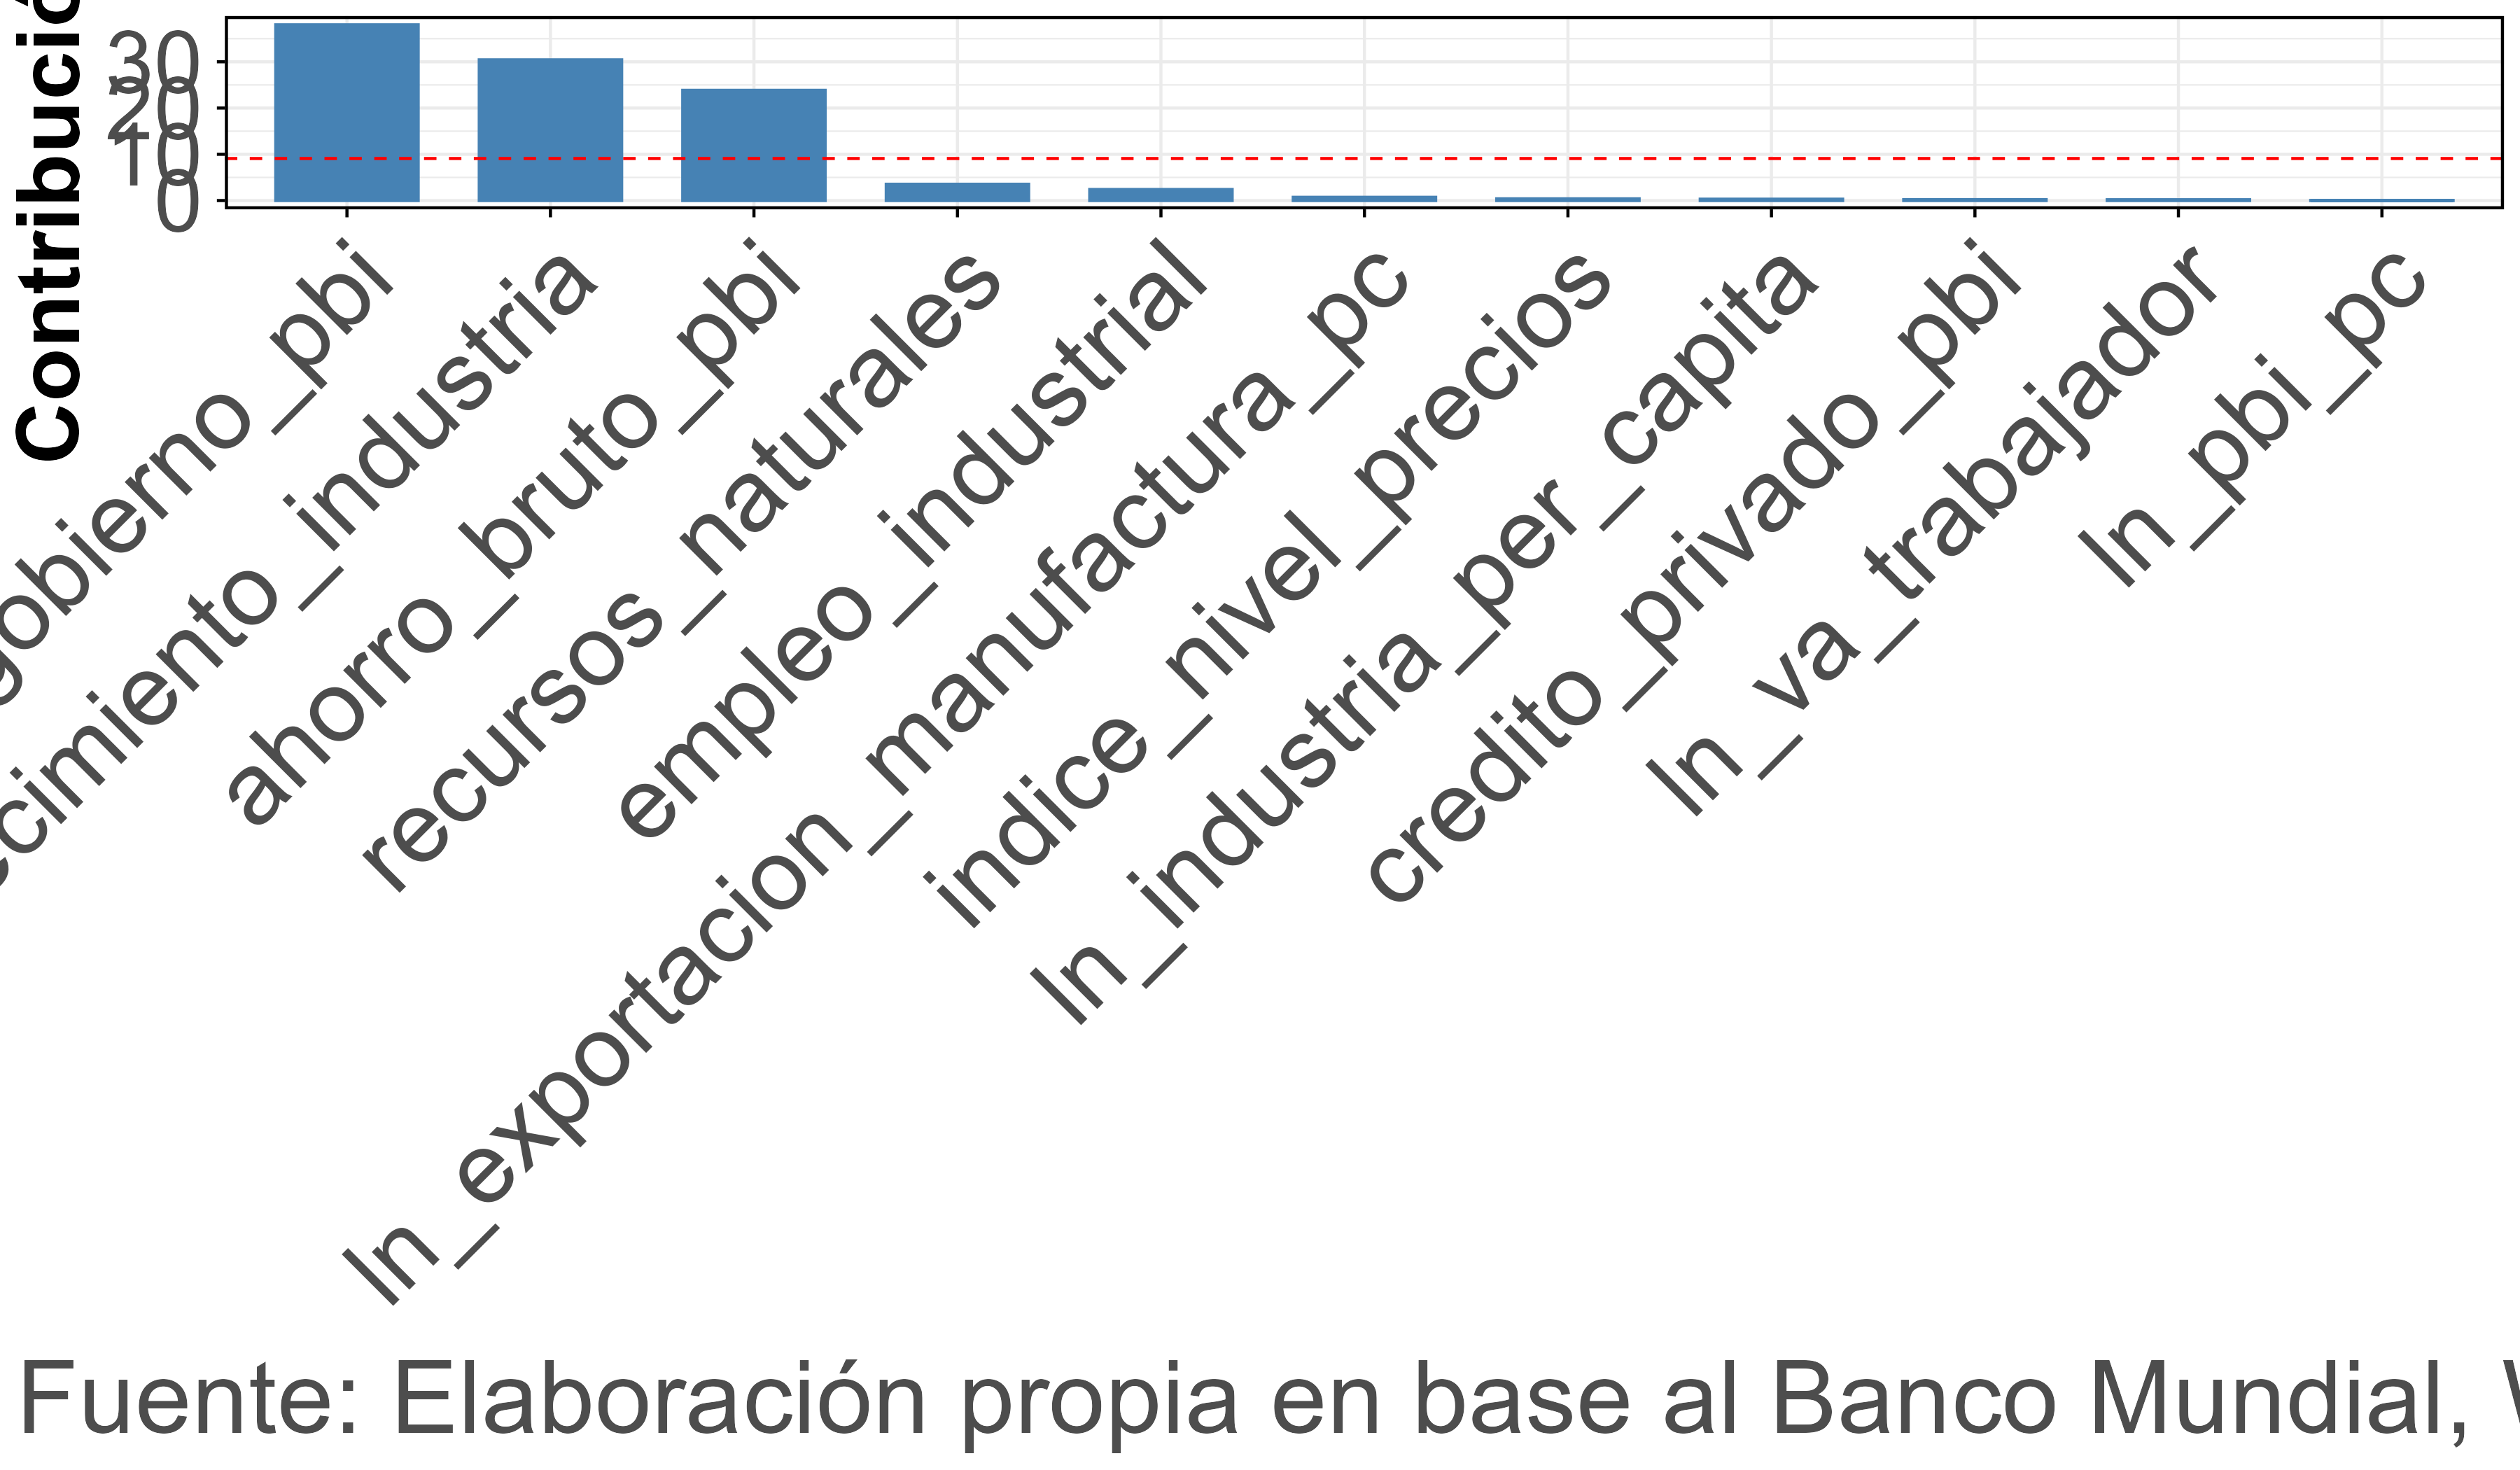 Contribució
30
20
10
0
gobierno_pbi
cimiento_industria
ahorro_bruto_pbi
recursos_naturales
empleo_industrial
ln_exportacion_manufactura_pc
indice_nivel_precios
ln_industria_per_capita
credito_privado_pbi
ln_va_trabajador
ln_pbi_pc
Fuente: Elaboración propia en base al Banco Mundial,